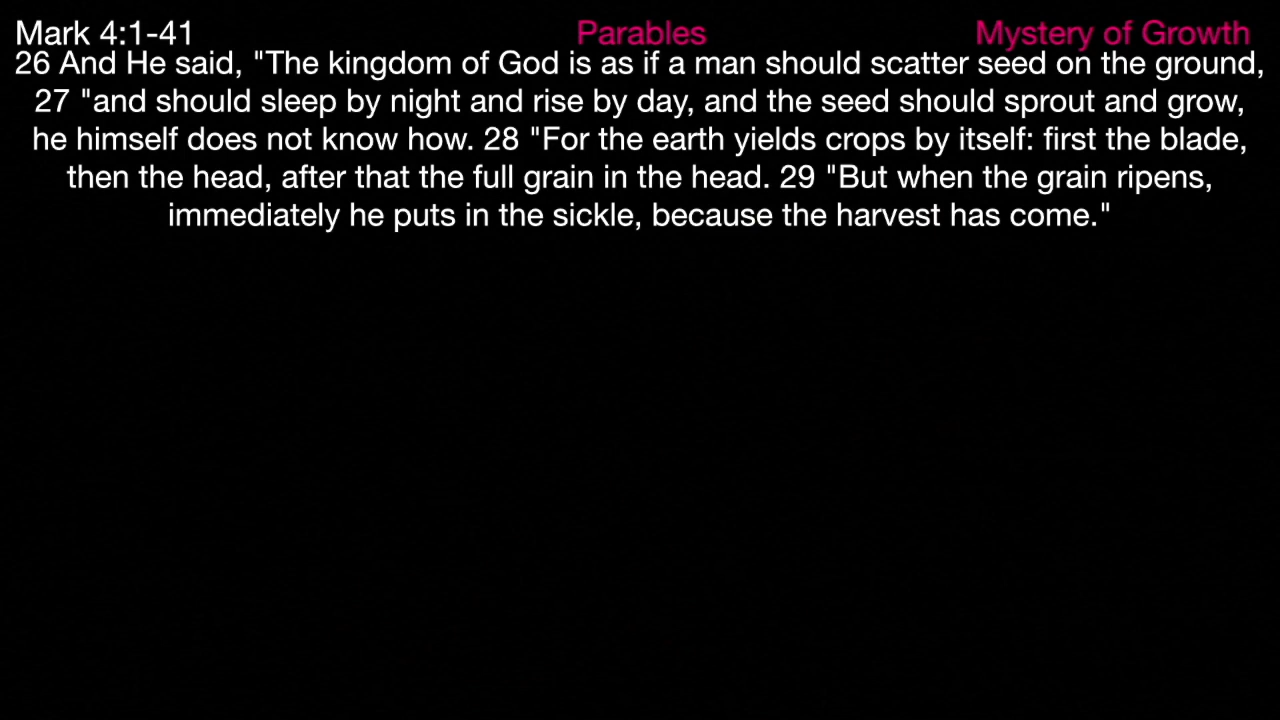 Mark 4:1-41 Parables Mystery of Growth
26 And He said, "The kingdom of God is as if a man should scatter seed on the ground,
27 "and should sleep by night and rise by day, and the seed should sprout and grow,
he himself does not know how. 28 "For the earth yields crops by itself: first the blade,
then the head, after that the full grain in the head. 29 "But when the grain ripens,
immediately he puts in the sickle, because the harvest has come."